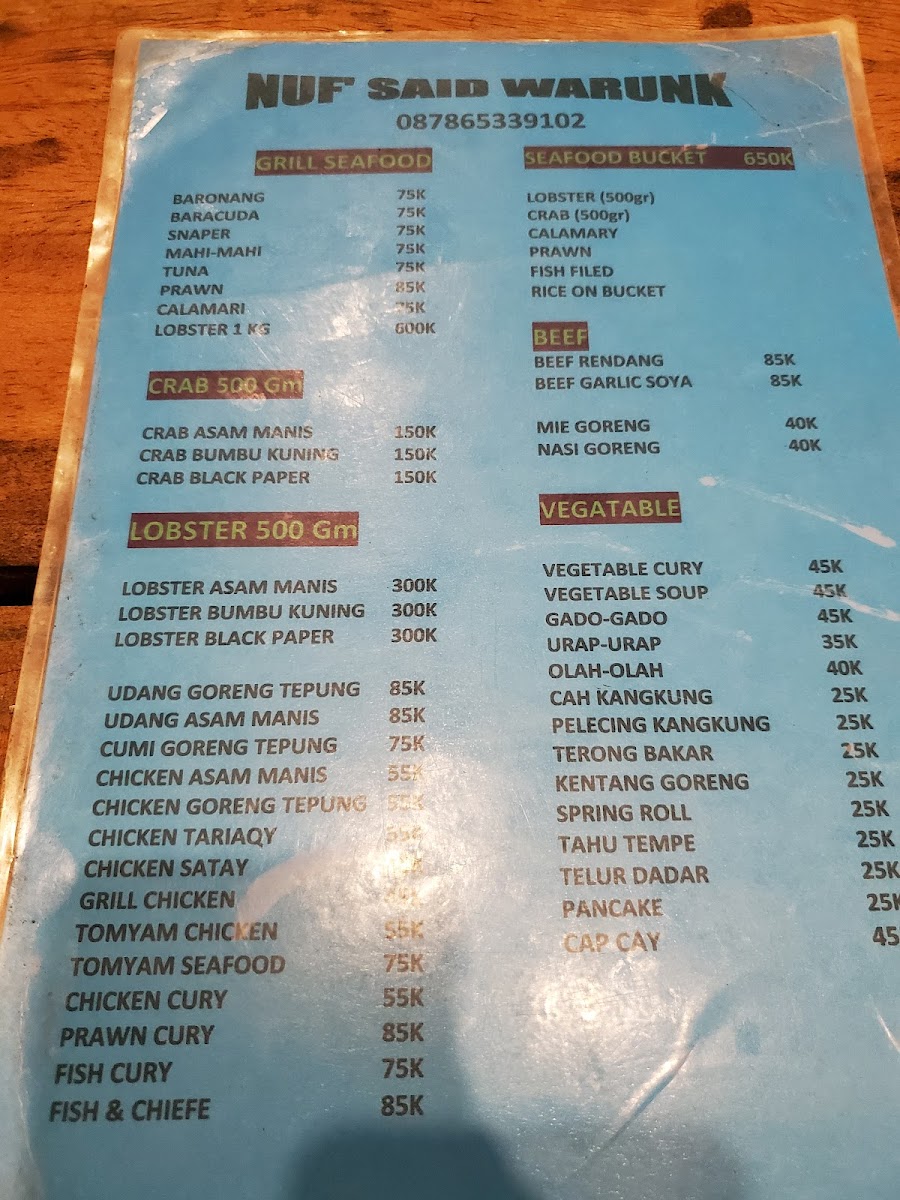 NUF' SAID WARUNK
087865339102
GRILL SEAFOOD
BARONANG 75K
BARACUDA 75K
SNAPER 75K
MAHI-MAHI 75K
TUNA 75K
PRAWN 85K
CALAMARI
LOBSTER 1 KG 600K
CRAB 500 Gm
CRAB ASAM MANIS 150K
CRAB BUMBU KUNING 150K
CRAB BLACK PAPER 150K
LOBSTER 500 Gm
LOBSTER ASAM MANIS 300K
LOBSTER BUMBU KUNING 300K
LOBSTER BLACK PAPER 300K
UDANG GORENG TEPUNG 85K
UDANG ASAM MANIS 85K
CUMI GORENG TEPUNG 75K
CHICKEN ASAM MANIS 55K
CHICKEN GORENG TEPUNG
CHICKEN TARIAQY
CHICKEN SATAY
GRILL CHICKEN
TOMYAM CHICKEN 55K
TOMYAM SEAFOOD 75K
CHICKEN CURY 55K
PRAWN CURY 85K
FISH CURY 75K
FISH & CHIEFE 85K
SEAFOOD BUCKET 650K
LOBSTER (500gr)
CRAB (500gr)
CALAMARY
PRAWN
FISH FILED
RICE ON BUCKET
BEEF
BEEF RENDANG 85K
BEEF GARLIC SOYA 85K
MIE GORENG 40K
NASI GORENG 40K
VEGATABLE
VEGETABLE CURY 45K
VEGETABLE SOUP 45K
GADO-GADO 45K
URAP-URAP 35K
OLAH-OLAH 40K
CAH KANGKUNG 25K
PELECING KANGKUNG 25K
TERONG BAKAR 25K
KENTANG GORENG 25K
SPRING ROLL 25K
TAHU TEMPE 25K
TELUR DADAR 25K
PANCAKE 25K
CAP CAY 45